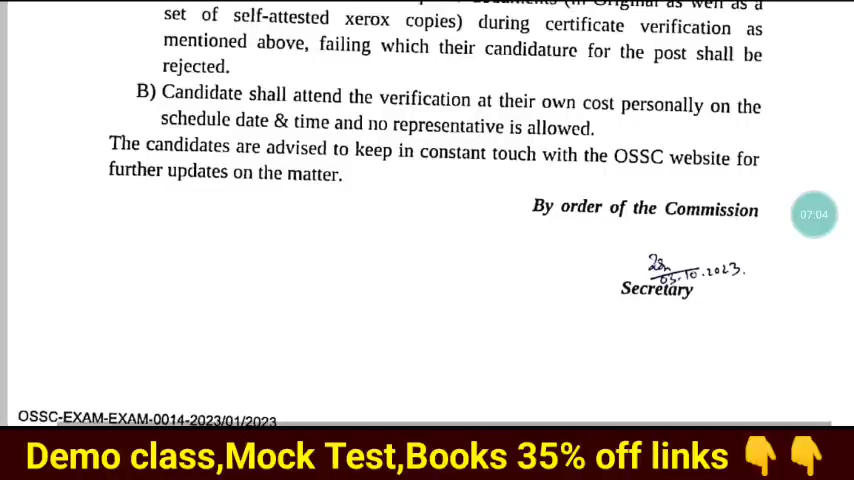 set of self-attested xerox copies) during certificate verification as
mentioned above, failing which their candidature for the post shall be
rejected.
B) Candidate shall attend the verification at their own cost personally on the
schedule date & time and no representative is allowed.
The candidates are advised to keep in constant touch with the OSSC website for
further updates on the matter.
By order of the Commission
07:04
03.10.2023.
Secretary
OSSC-EXAM-EXAM-0014-2023/01/2023
Demo class,Mock Test,Books 35% off links 👇👇